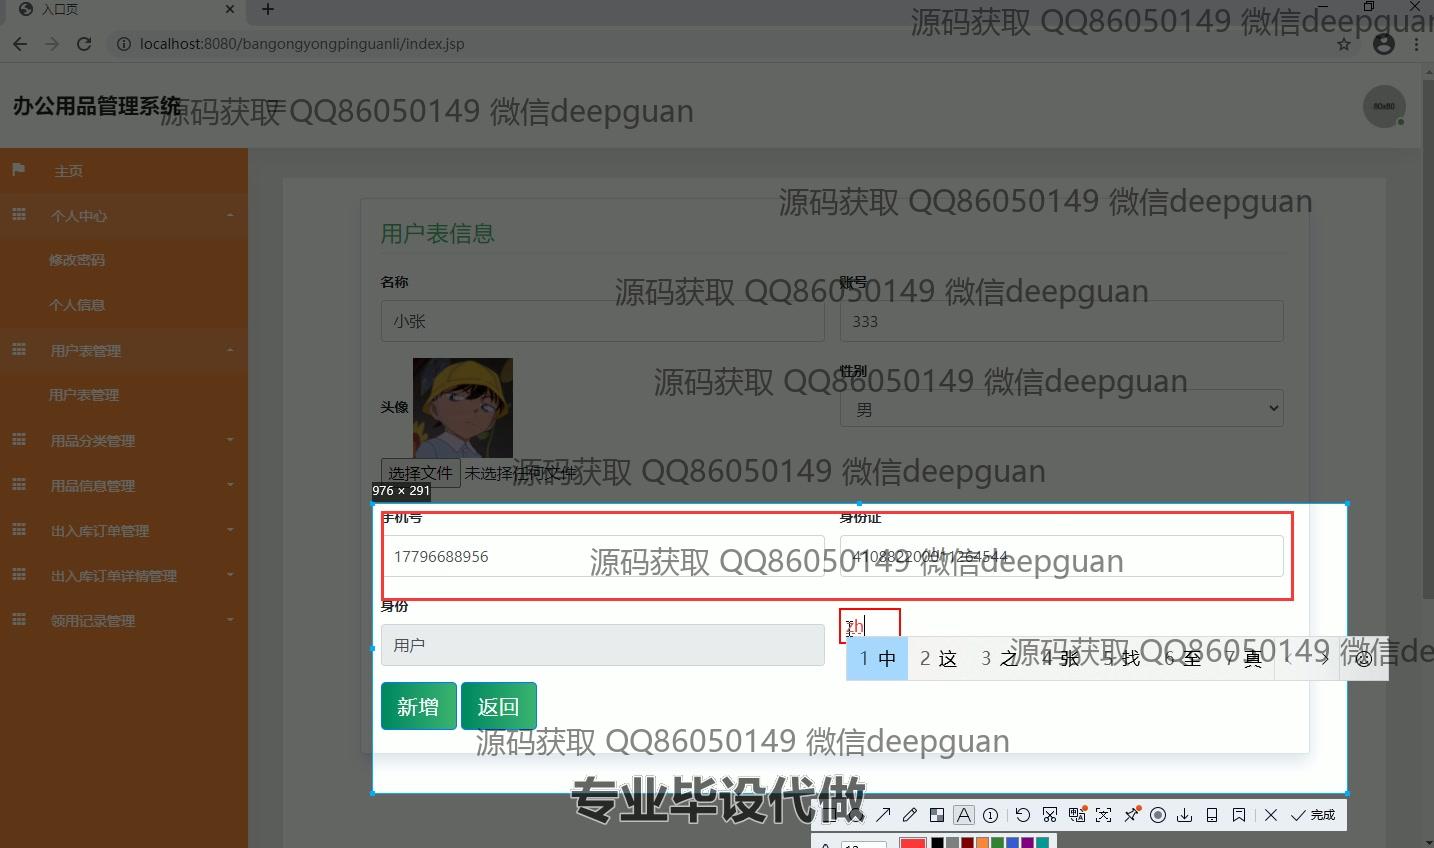 入口页
源码获取 QQ86050149 微信deepguan
localhost:8080/bangongyongpinguanli/index.jsp
办公用品管理系统
源码获取 QQ86050149 微信deepguan
80x80
主页
个人中心
修改密码
个人信息
用户表管理
用户表管理
用品分类管理
用品信息管理
出入库订单管理
出入库订单详情管理
领用记录管理
源码获取 QQ86050149 微信deepguan
用户表信息
名称
账号
源码获取 QQ86050149 微信deepguan
小张
333
性别
源码获取 QQ86050149 微信deepguan
头像
男
选择文件 未选择任何文件
源码获取 QQ86050149 微信deepguan
976 × 291
手机号
身份证
17796688956
源码获取 QQ86050149 微信deepguan
身份
zh
用户
1 中 2 这 3 之 4 张 5 找 6 至 7 真
源码获取 QQ86050149 微信de
新增
返回
源码获取 QQ86050149 微信deepguan
专业毕设代做
完成